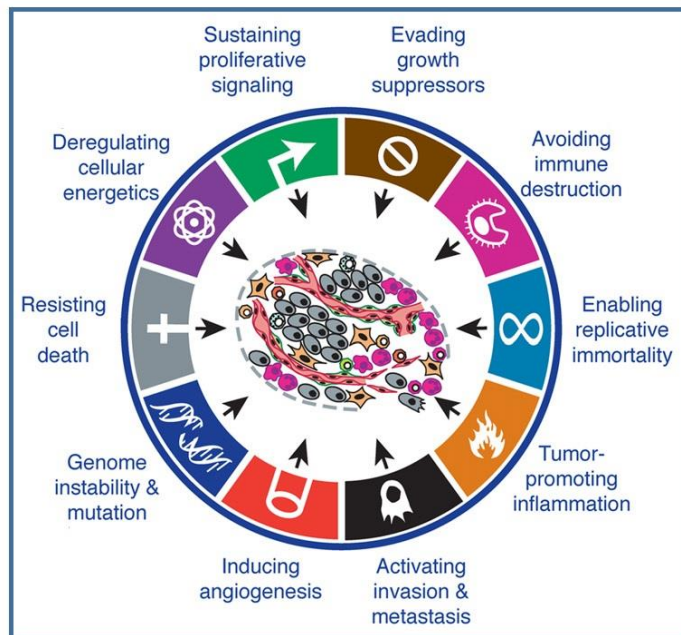 Sustaining
proliferative
signaling
Evading
growth
suppressors
Avoiding
immune
destruction
Enabling
replicative
immortality
Tumor-
promoting
inflammation
Activating
invasion &
metastasis
Inducing
angiogenesis
Genome
instability &
mutation
Resisting
cell
death
Deregulating
cellular
energetics